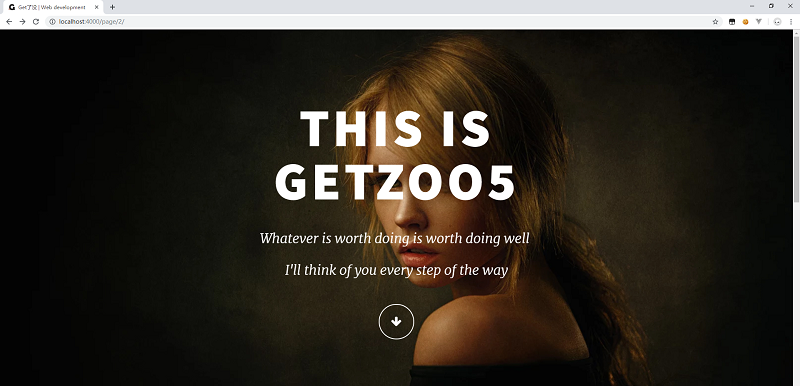 Get了没 | Web development
localhost:4000/page/2/
THIS IS
GETZOO5
Whatever is worth doing is worth doing well
I'll think of you every step of the way